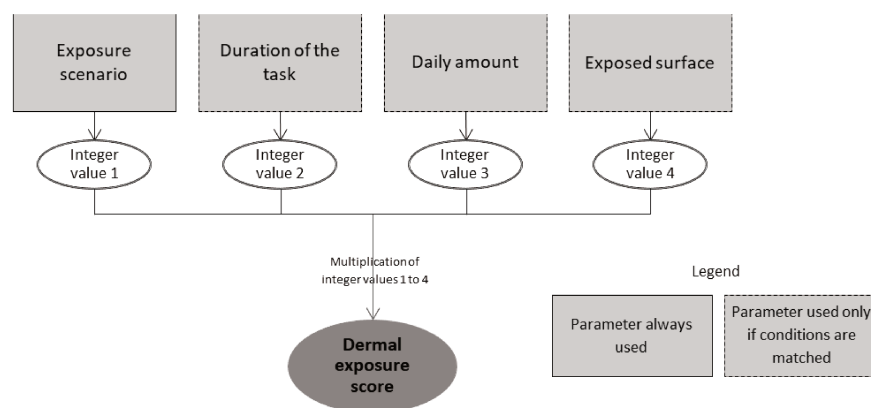 Exposure
scenario
Duration of the
task
Daily amount
Exposed surface
Integer
value 1
Integer
value 2
Integer
value 3
Integer
value 4
Multiplication of
integer values 1 to 4
Dermal
exposure
score
Legend
Parameter always
used
Parameter used only
if conditions are
matched